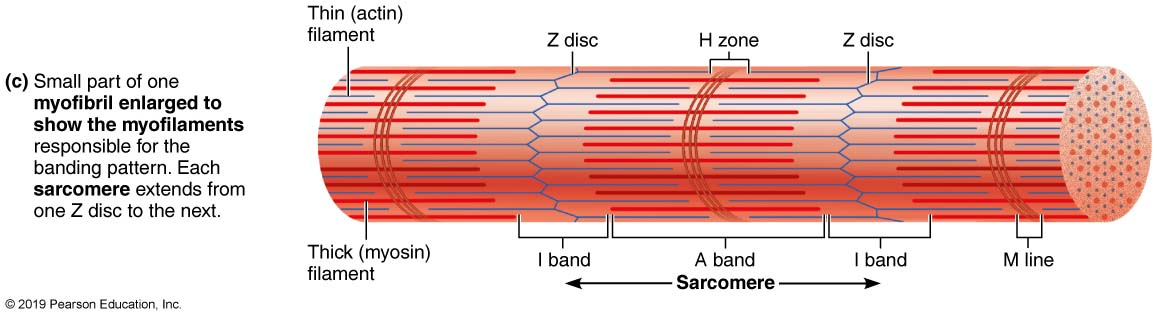 Thin (actin)
filament
Z disc
H zone
Z disc
(c) Small part of one
myofibril enlarged to
show the myofilaments
responsible for the
banding pattern. Each
sarcomere extends from
one Z disc to the next.
Thick (myosin)
filament
I band
A band
I band
M line
Sarcomere
© 2019 Pearson Education, Inc.